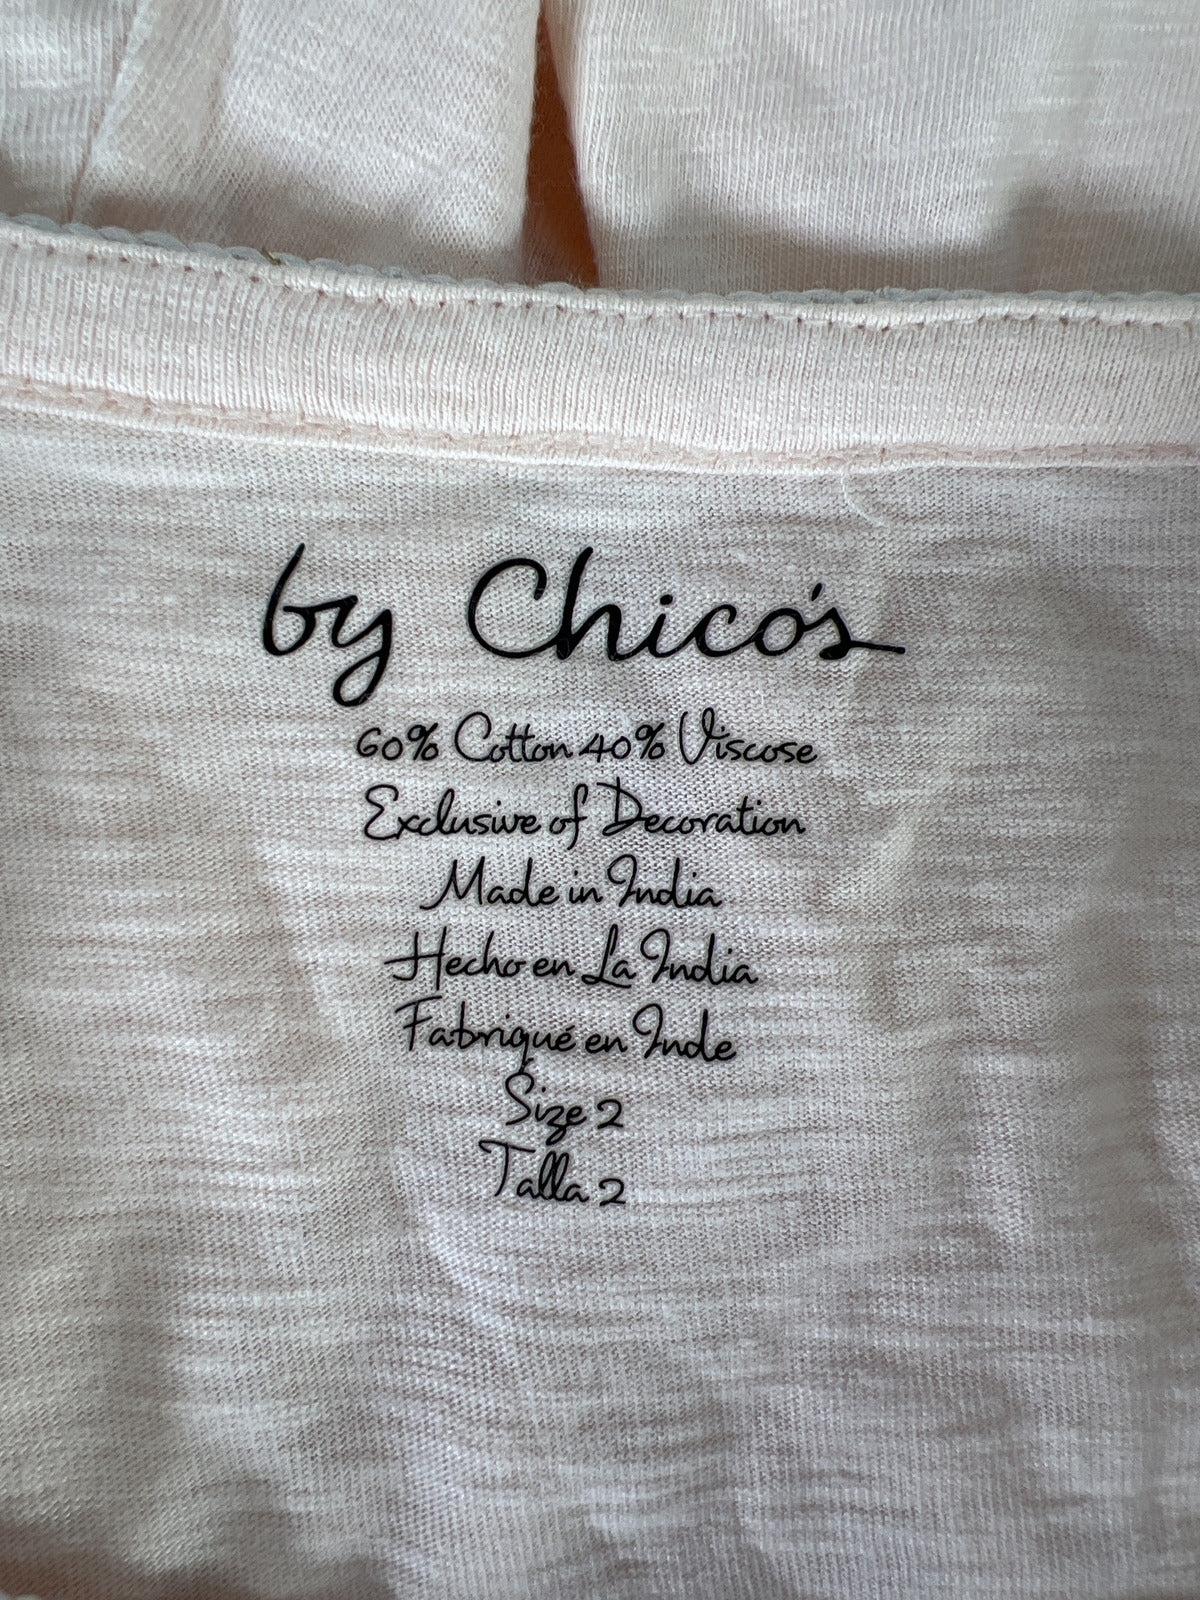 by Chico's
60% Cotton 40% Viscose
Exclusive of Decoration
Made in India
Hecho en La India
Fabriqué en Inde
Size 2
Talla 2